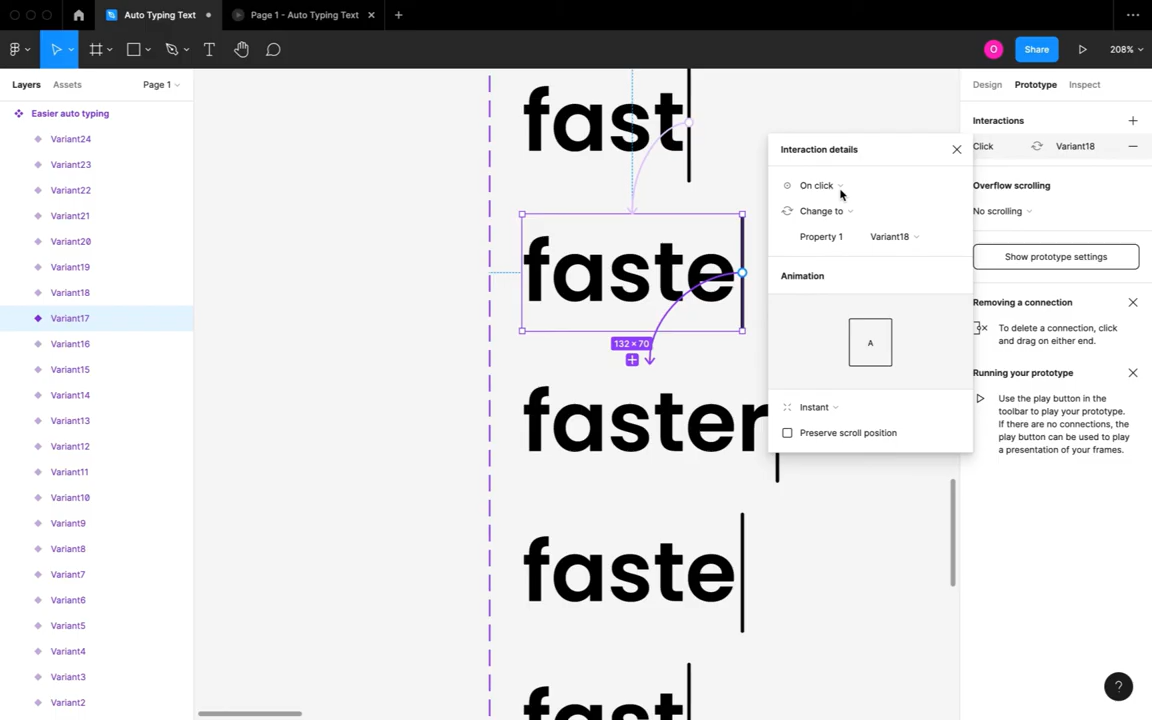 Auto Typing Text
Page 1 - Auto Typing Text
Share
208%
Layers
Assets
Page 1
Easier auto typing
Variant24
Variant23
Variant22
Variant21
Variant20
Variant19
Variant18
Variant17
Variant16
Variant15
Variant14
Variant13
Variant12
Variant11
Variant10
Variant9
Variant8
Variant7
Variant6
Variant5
Variant4
Variant3
Variant2
fast
faste
132 × 70
faster
faste
fast
Interaction details
On click
Change to
Property 1
Variant18
Animation
A
Instant
Preserve scroll position
O
Design
Prototype
Inspect
Interactions
Click
Variant18
Overflow scrolling
No scrolling
Show prototype settings
Removing a connection
To delete a connection, click
and drag on either end.
Running your prototype
Use the play button in the
toolbar to play your prototype.
If there are no connections, the
play button can be used to play
a presentation of your frames.
?